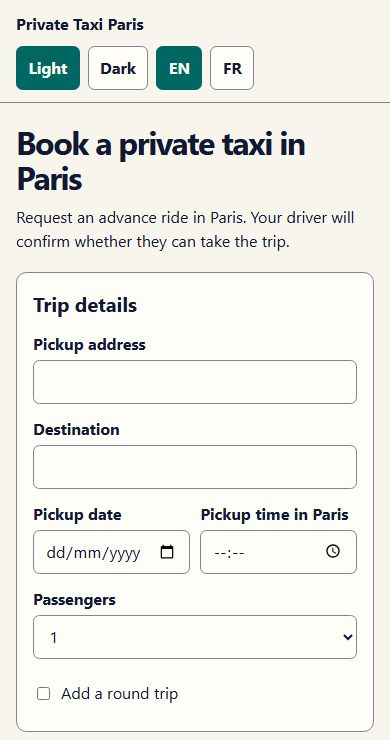 Private Taxi Paris
Light Dark EN FR
Book a private taxi in
Paris
Request an advance ride in Paris. Your driver will
confirm whether they can take the trip.
Trip details
Pickup address
Destination
Pickup date Pickup time in Paris
dd/mm/yyyy --:--
Passengers
1
Add a round trip